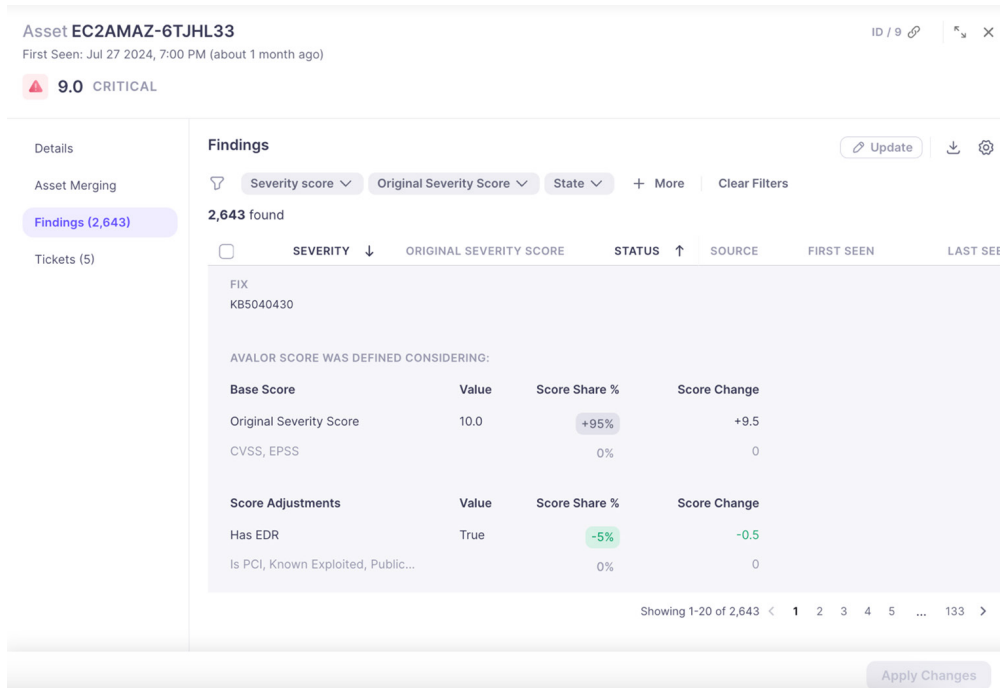 Asset EC2AMAZ-6TJHL33
ID / 9
First Seen: Jul 27 2024, 7:00 PM (about 1 month ago)
9.0 CRITICAL
Details
Asset Merging
Findings (2,643)
Tickets (5)
Findings
Update
Severity score
Original Severity Score
State
+ More
Clear Filters
2,643 found
SEVERITY ↓ ORIGINAL SEVERITY SCORE STATUS ↑ SOURCE FIRST SEEN LAST SEE
FIX
KB5040430
AVALOR SCORE WAS DEFINED CONSIDERING:
Base Score Value Score Share % Score Change
Original Severity Score 10.0 +95% +9.5
CVSS, EPSS 0% 0
Score Adjustments Value Score Share % Score Change
Has EDR True -5% -0.5
Is PCI, Known Exploited, Public... 0% 0
Showing 1-20 of 2,643 < 1 2 3 4 5 ... 133 >
Apply Changes